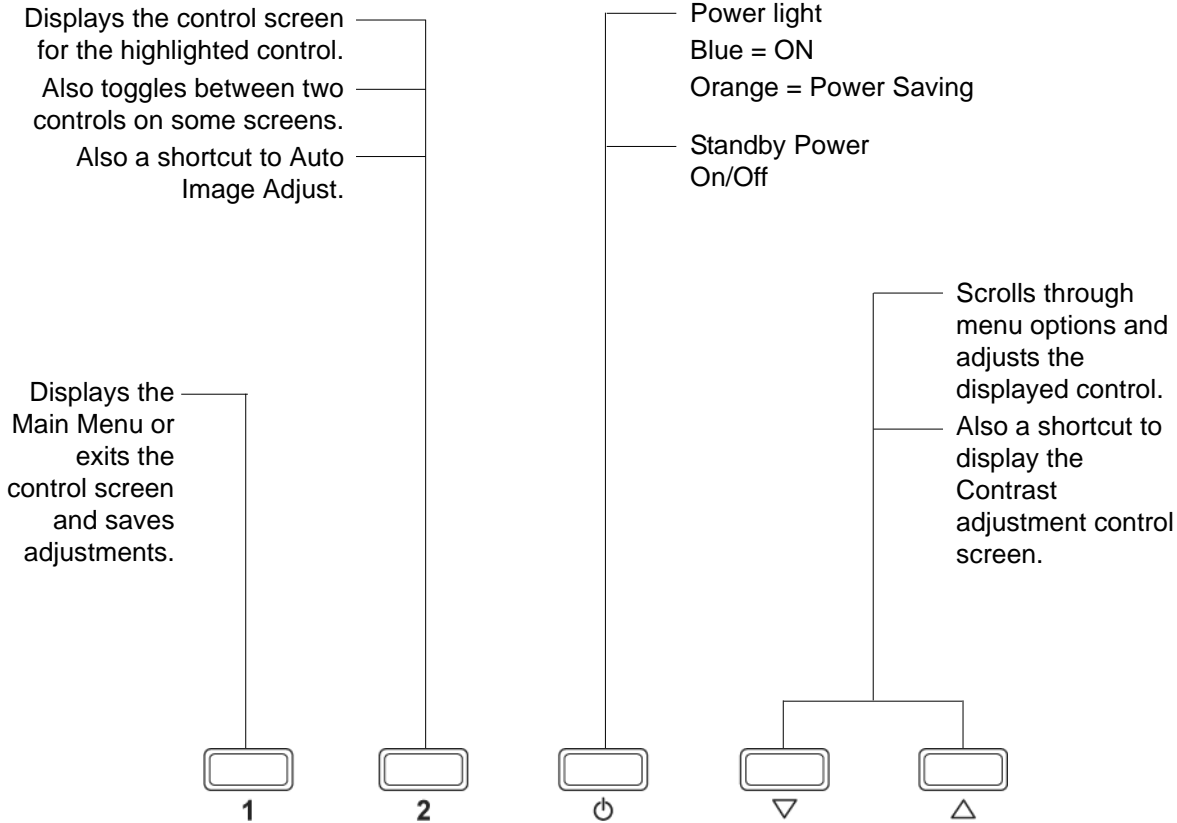 Displays the control screen
for the highlighted control.
Also toggles between two
controls on some screens.
Also a shortcut to Auto
Image Adjust.
Power light
Blue = ON
Orange = Power Saving
Standby Power
On/Off
Scrolls through
menu options and
adjusts the
displayed control.
Also a shortcut to
display the
Contrast
adjustment control
screen.
Displays the
Main Menu or
exits the
control screen
and saves
adjustments.
1
2